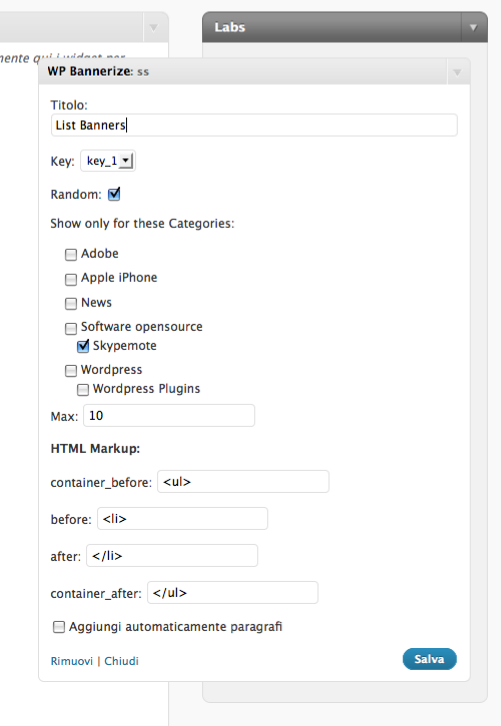 Labs
mente qui i widget per
WP Bannerize: ss
Titolo:
List Banners
Key: key_1
Random:
Show only for these Categories:
Adobe
Apple iPhone
News
Software opensource
Skypemote
Wordpress
Wordpress Plugins
Max: 10
HTML Markup:
container_before: <ul>
before: <li>
after: </li>
container_after: </ul>
Aggiungi automaticamente paragrafi
Rimuovi | Chiudi
Salva